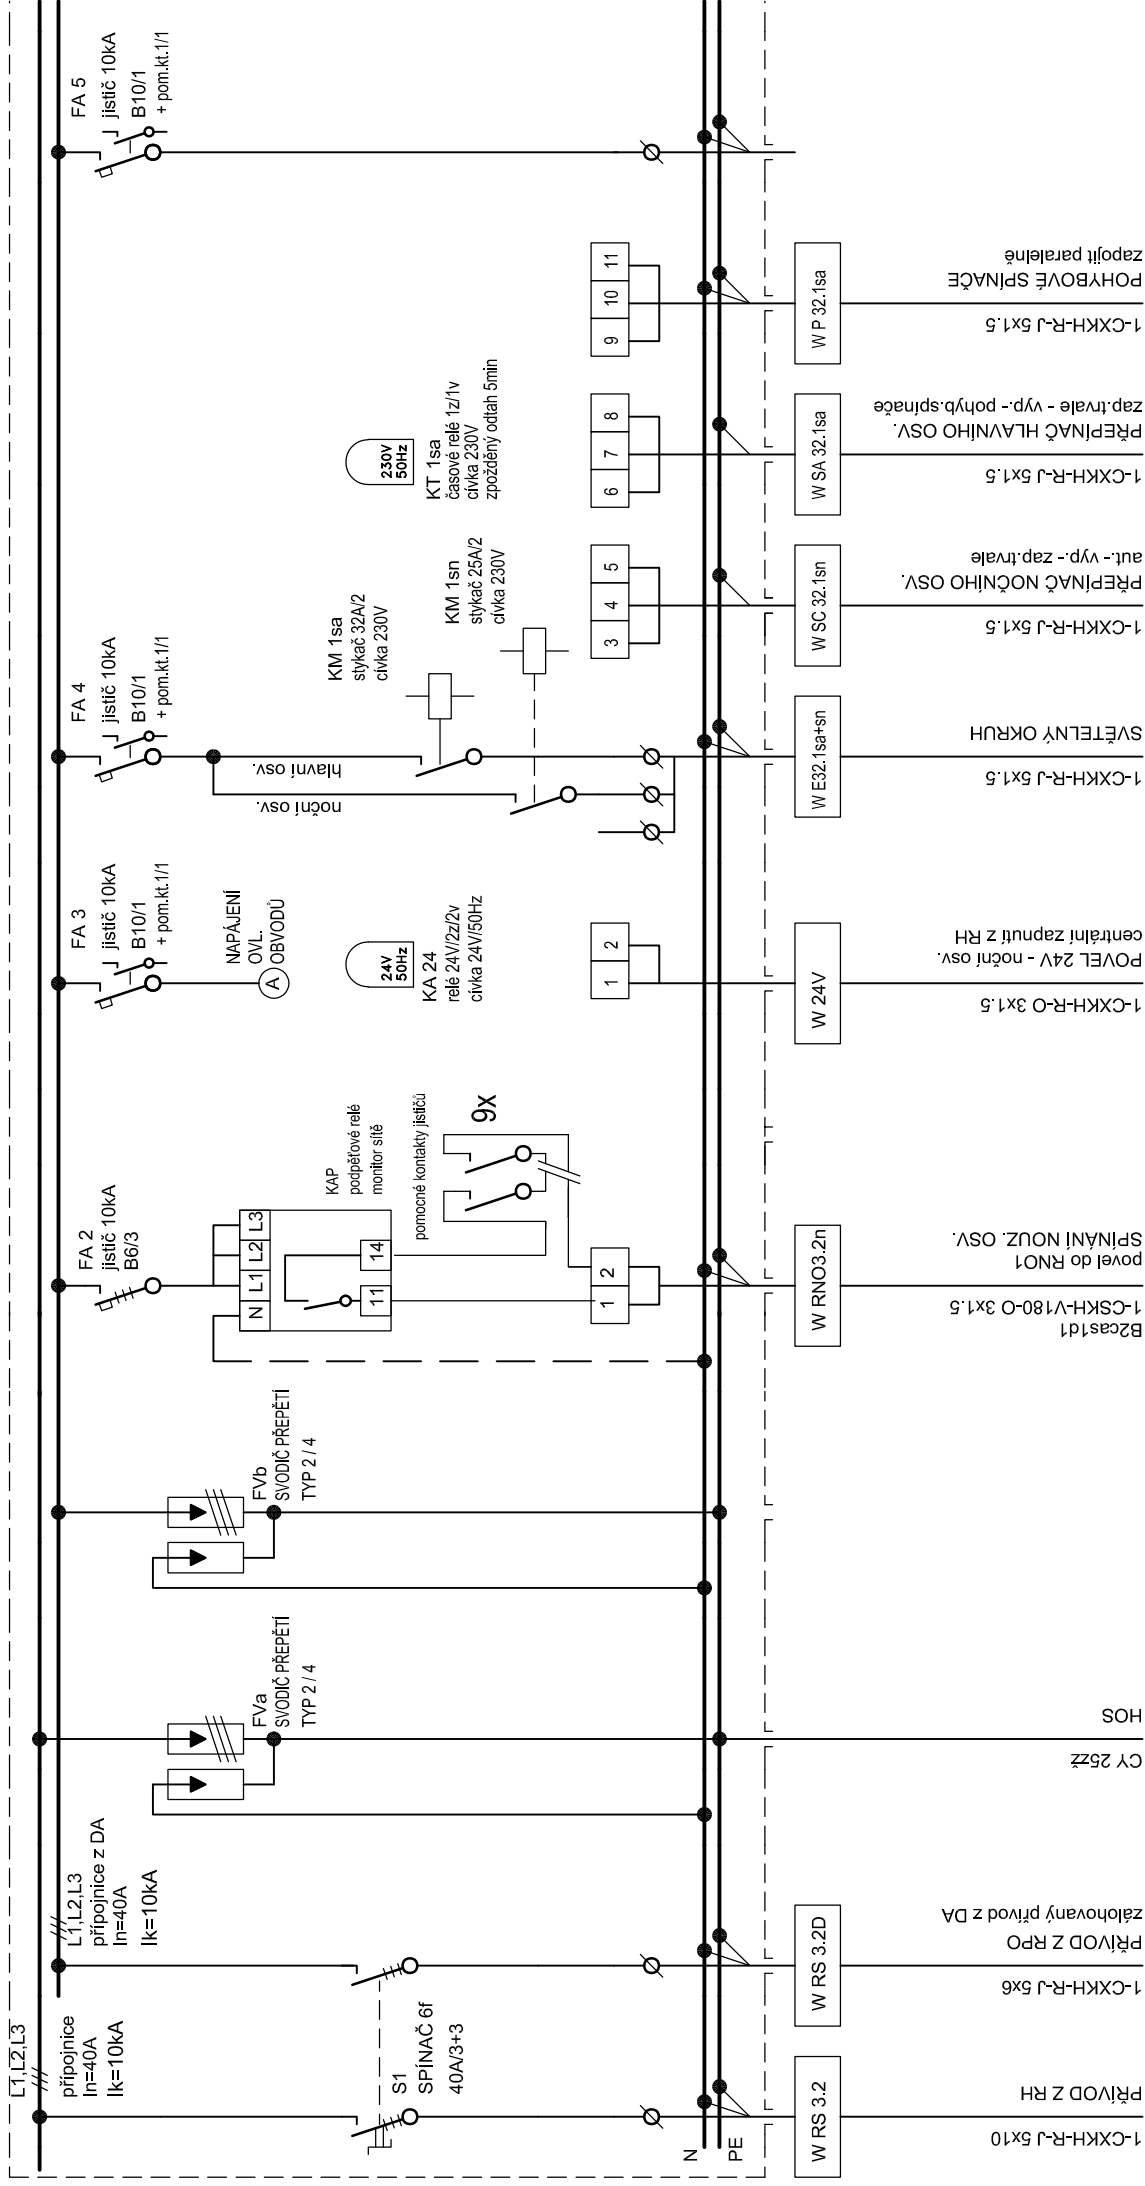 L1,L2,L3
přípojnice
In=40A
Ik=10kA
L1,L2,L3
přípojnice z DA
In=40A
Ik=10kA
S1
SPÍNAČ 6f
40A/3+3
N
PE
W RS 3.2
1-CXKH-R-J 5x10
PŘÍVOD Z RH
W RS 3.2D
1-CXKH-R-J 5x6
PŘÍVOD Z RPO
zálohovaný přívod z DA
FVa
SVODIČ PŘEPĚTÍ
TYP 2 / 4
CY 25zž
HOS
FVb
SVODIČ PŘEPĚTÍ
TYP 2 / 4
FA 2
jistič 10kA
B6/3
N
L1
L2
L3
11
14
KAP
podpěťové relé
monitor sítě
pomocné kontakty jističů
9x
1
2
W RNO3.2n
B2cas1d1
1-CSKH-V180-O 3x1.5
povel do RNO1
SPÍNÁNÍ NOUZ. OSV.
FA 3
jistič 10kA
B10/1
+ pom.kt.1/1
NAPÁJENÍ
OVL.
OBVODŮ
A
24V
50Hz
KA 24
relé 24V/2z/2v
cívka 24V/50Hz
1
2
W 24V
1-CXKH-R-O 3x1.5
POVEL 24V - noční osv.
centrální zapnutí z RH
FA 4
jistič 10kA
B10/1
+ pom.kt.1/1
hlavní osv.
noční osv.
KM 1sa
stykač 32A/2
cívka 230V
KM 1sn
stykač 25A/2
cívka 230V
W E32.1sa+sn
1-CXKH-R-J 5x1.5
SVĚTELNÝ OKRUH
3
4
5
W SC 32.1sn
1-CXKH-R-J 5x1.5
PŘEPÍNAČ NOČNÍHO OSV.
aut.- vyp.- zap.trvale
230V
50Hz
KT 1sa
časové relé 1z/1v
cívka 230V
zpožděný odtah 5min
6
7
8
W SA 32.1sa
1-CXKH-R-J 5x1.5
PŘEPÍNAČ HLAVNÍHO OSV.
zap.trvale - vyp.- pohyb.spínače
9
10
11
W P 32.1sa
1-CXKH-R-J 5x1.5
POHYBOVÉ SPÍNAČE
zapojit paralelně
FA 5
jistič 10kA
B10/1
+ pom.kt.1/1